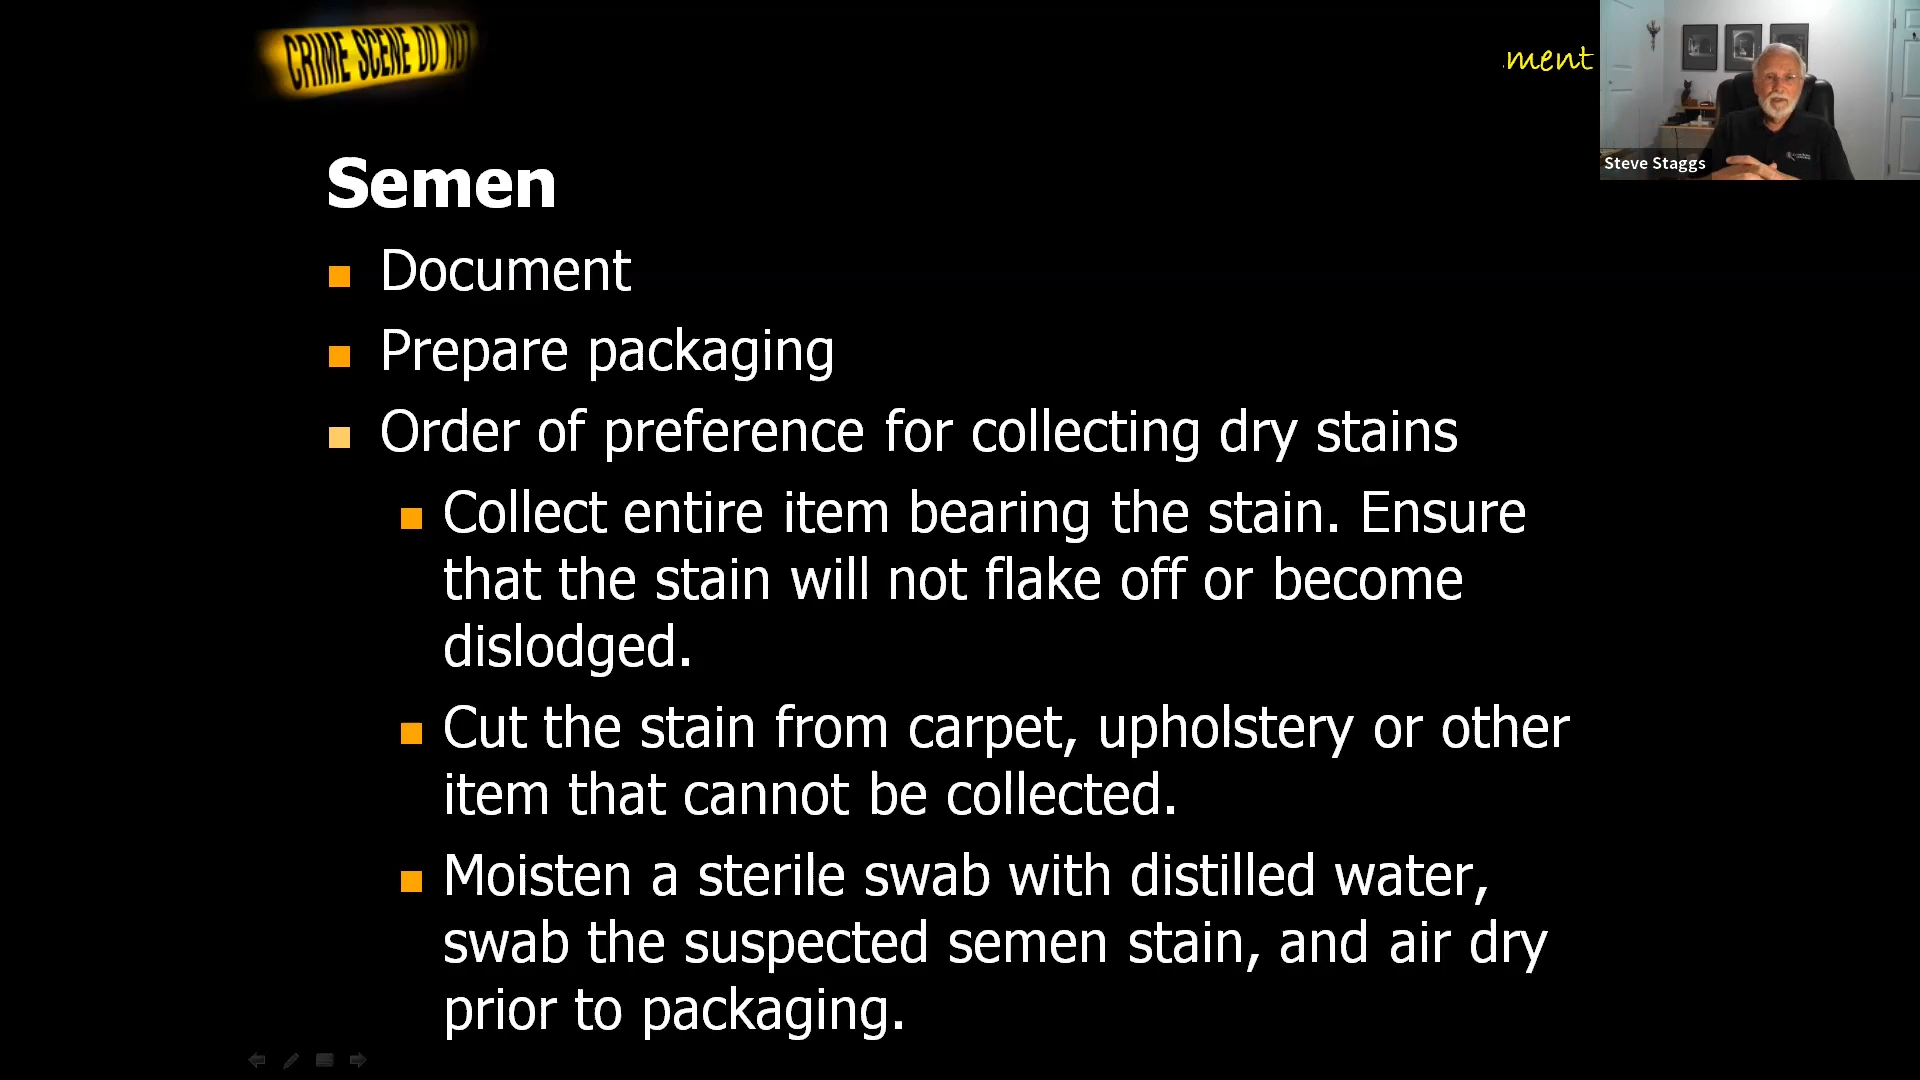 CRIME SCENE DO NOT
ment
Steve Staggs
Semen
Document
Prepare packaging
Order of preference for collecting dry stains
Collect entire item bearing the stain. Ensure
that the stain will not flake off or become
dislodged.
Cut the stain from carpet, upholstery or other
item that cannot be collected.
Moisten a sterile swab with distilled water,
swab the suspected semen stain, and air dry
prior to packaging.